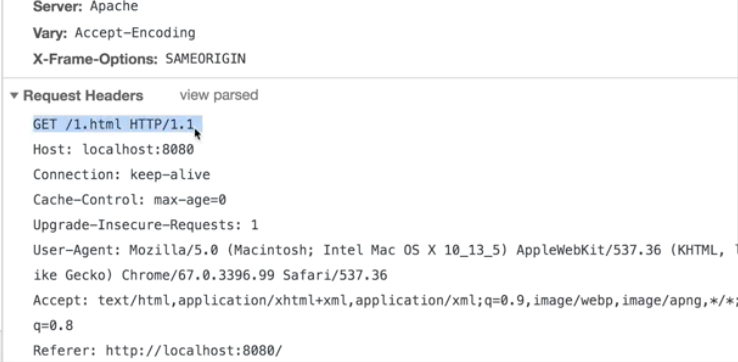 Server: Apache
Vary: Accept-Encoding
X-Frame-Options: SAMEORIGIN
Request Headers view parsed
GET /1.html HTTP/1.1
Host: localhost:8080
Connection: keep-alive
Cache-Control: max-age=0
Upgrade-Insecure-Requests: 1
User-Agent: Mozilla/5.0 (Macintosh; Intel Mac OS X 10_13_5) AppleWebKit/537.36 (KHTML, l
ike Gecko) Chrome/67.0.3396.99 Safari/537.36
Accept: text/html,application/xhtml+xml,application/xml;q=0.9,image/webp,image/apng,*/*;
q=0.8
Referer: http://localhost:8080/